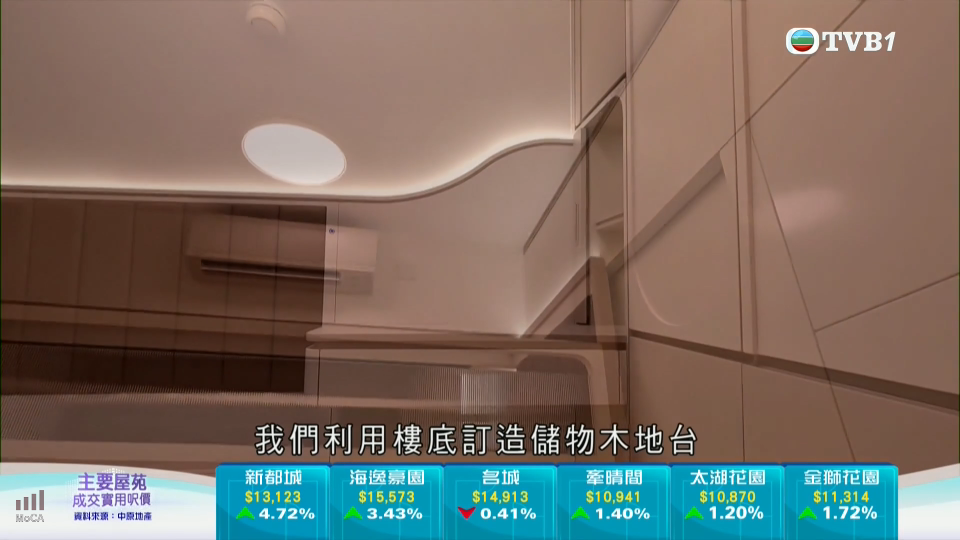 TVB1
我們利用樓底訂造儲物木地台
主要屋苑
成交實用呎價
資料來源：中原地產
MoCA
新都城
$13,123
4.72%
海逸豪園
$15,573
3.43%
名城
$14,913
0.41%
峯晴間
$10,941
1.40%
太湖花園
$10,870
1.20%
金獅花園
$11,314
1.72%